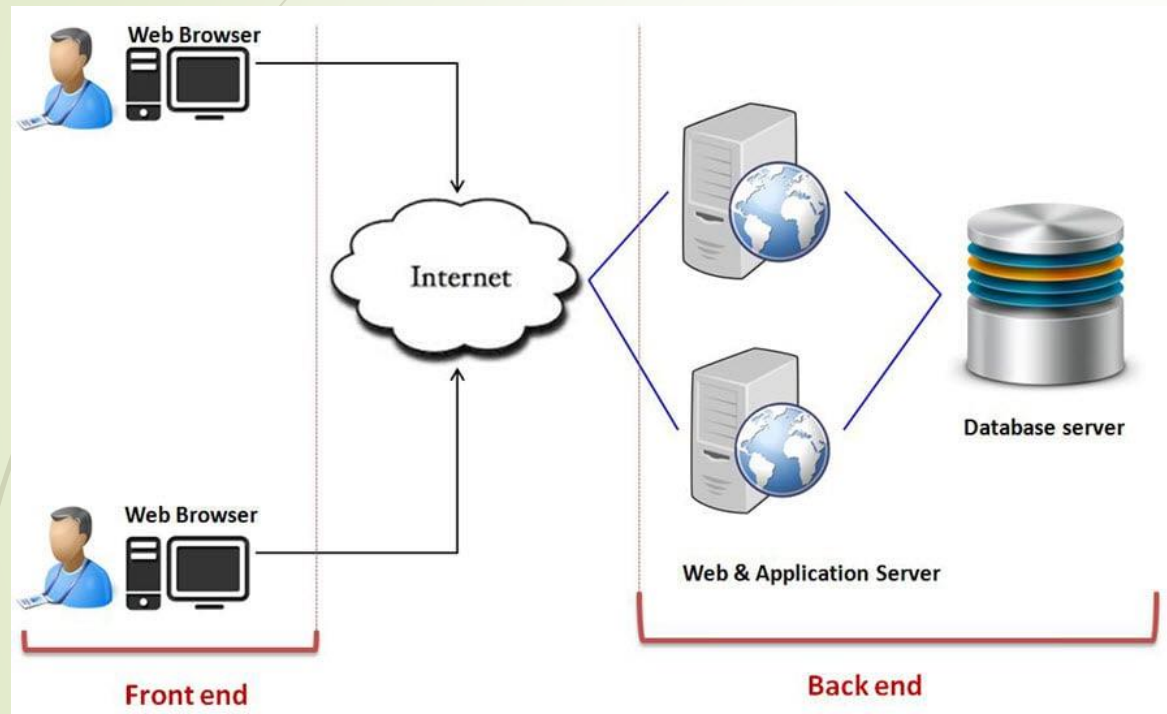 Web Browser
Internet
Database server
Web Browser
Web & Application Server
Front end
Back end